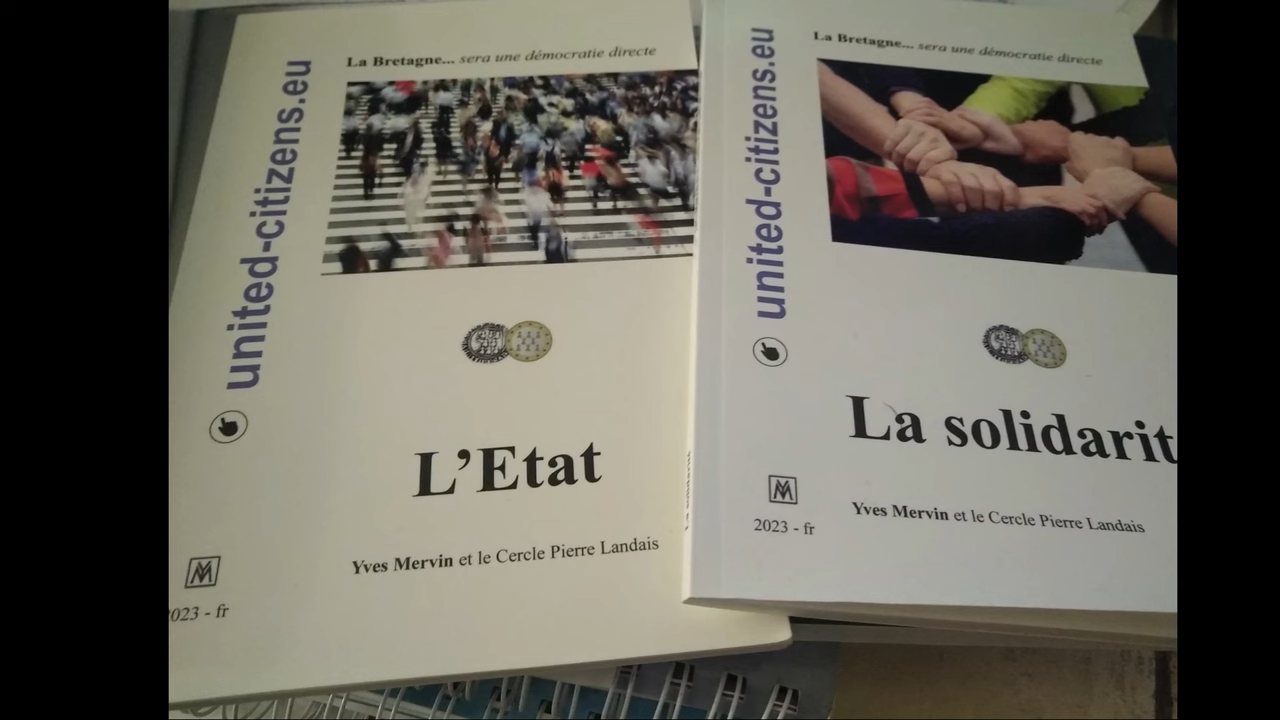 La Bretagne... sera une démocratie directe
united-citizens.eu
L'Etat
Yves Mervin et le Cercle Pierre Landais
023 - fr
La Bretagne... sera une démocratie directe
united-citizens.eu
La solidarit
Yves Mervin et le Cercle Pierre Landais
2023 - fr